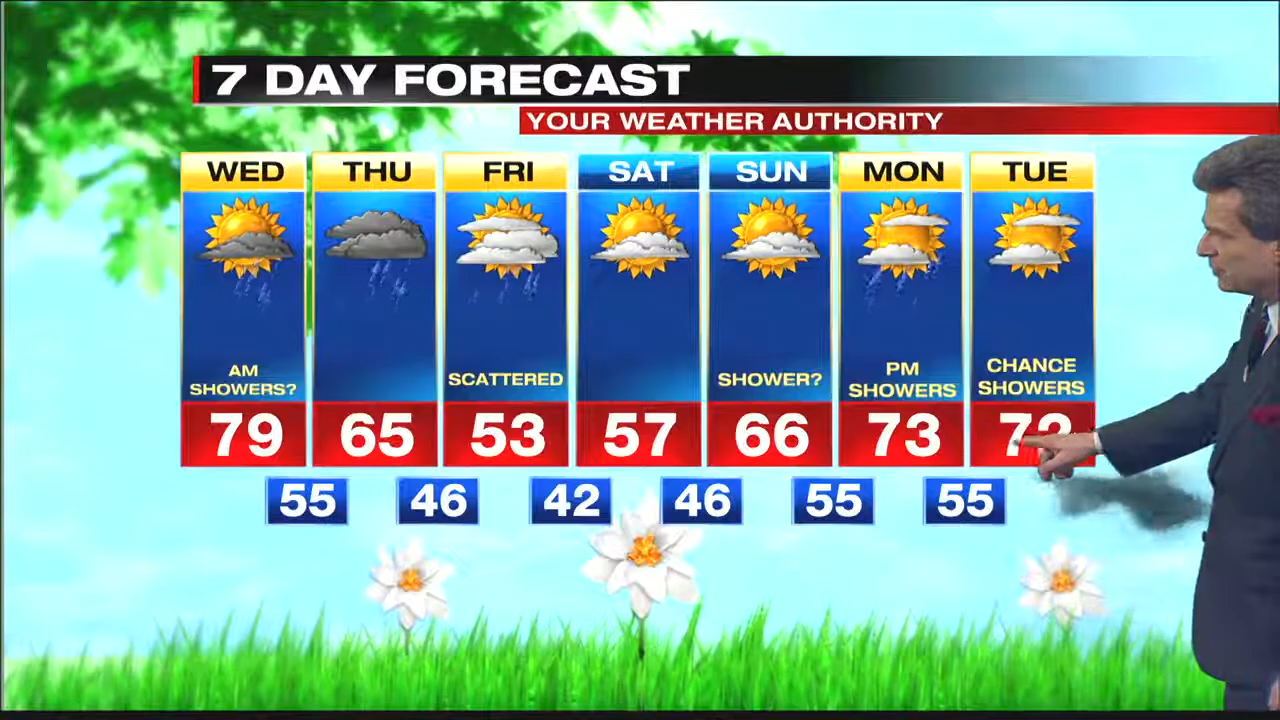 7 DAY FORECAST
YOUR WEATHER AUTHORITY
WED THU FRI SAT SUN MON TUE
AM
SHOWERS?
SCATTERED
SHOWER?
PM
SHOWERS
CHANCE
SHOWERS
79 65 53 57 66 73
55 46 42 46 55 55